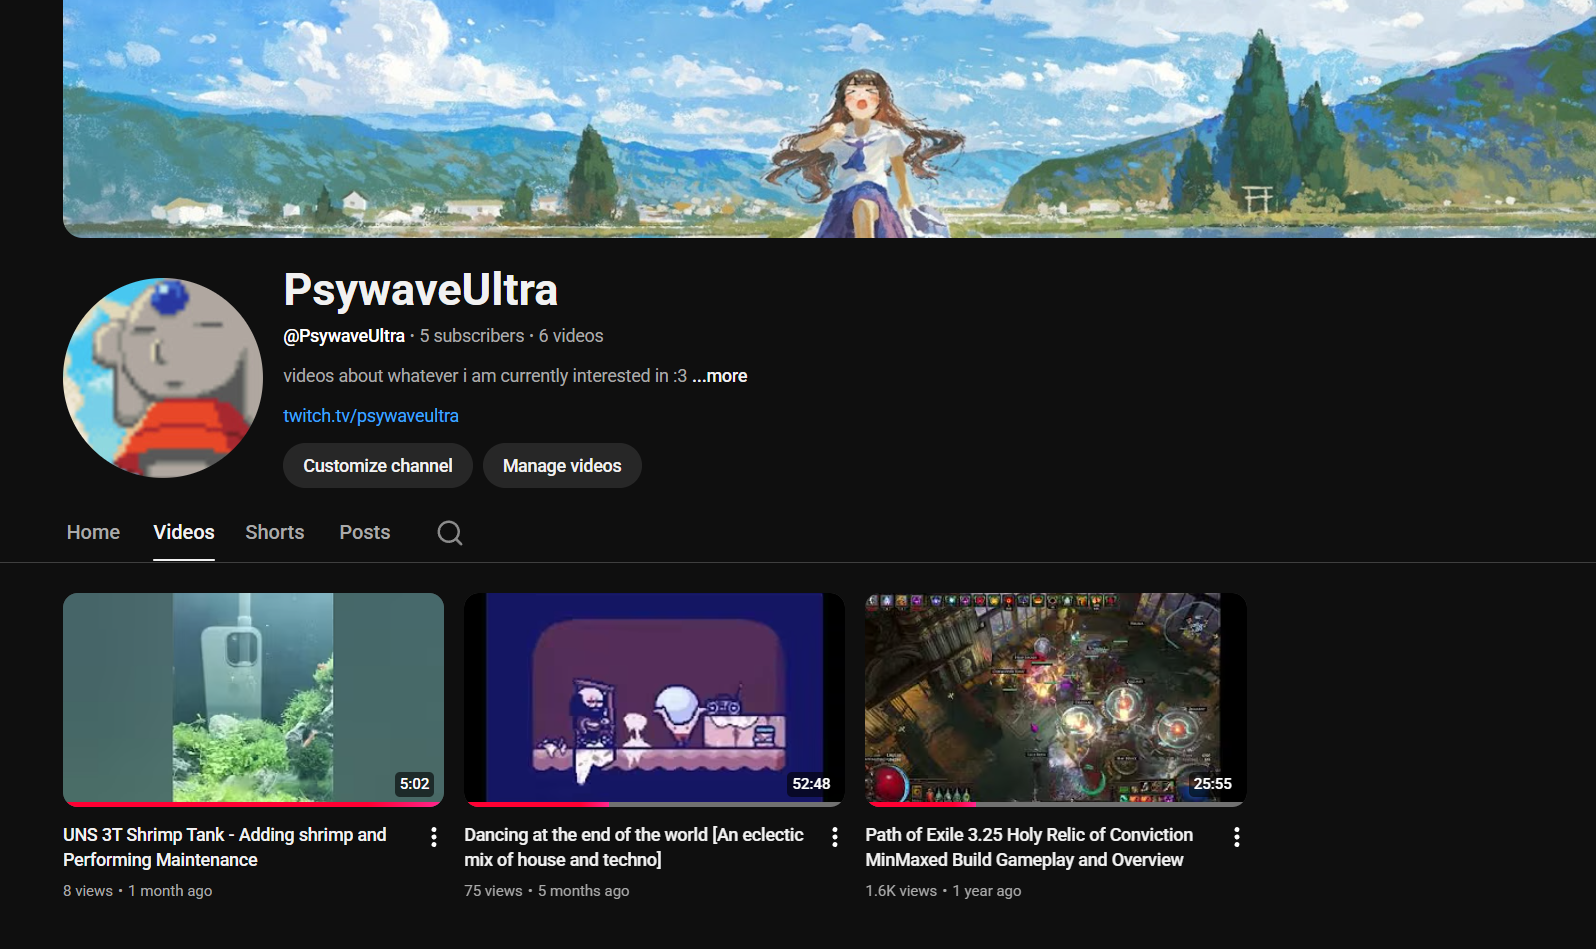 PsywaveUltra
@PsywaveUltra • 5 subscribers • 6 videos
videos about whatever i am currently interested in :3 ...more
twitch.tv/psywaveultra
Customize channel
Manage videos
Home
Videos
Shorts
Posts
5:02
52:48
25:55
UNS 3T Shrimp Tank - Adding shrimp and
Performing Maintenance
8 views • 1 month ago
Dancing at the end of the world [An eclectic
mix of house and techno]
75 views • 5 months ago
Path of Exile 3.25 Holy Relic of Conviction
MinMaxed Build Gameplay and Overview
1.6K views • 1 year ago